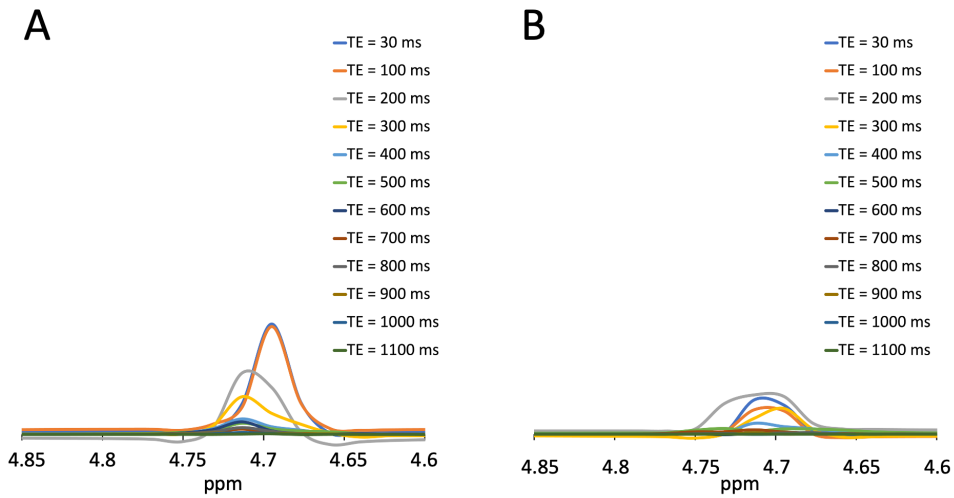 A
TE = 30 ms
TE = 100 ms
TE = 200 ms
TE = 300 ms
TE = 400 ms
TE = 500 ms
TE = 600 ms
TE = 700 ms
TE = 800 ms
TE = 900 ms
TE = 1000 ms
TE = 1100 ms
4.85 4.8 4.75 4.7 4.65 4.6
ppm
B
TE = 30 ms
TE = 100 ms
TE = 200 ms
TE = 300 ms
TE = 400 ms
TE = 500 ms
TE = 600 ms
TE = 700 ms
TE = 800 ms
TE = 900 ms
TE = 1000 ms
TE = 1100 ms
4.85 4.8 4.75 4.7 4.65 4.6
ppm